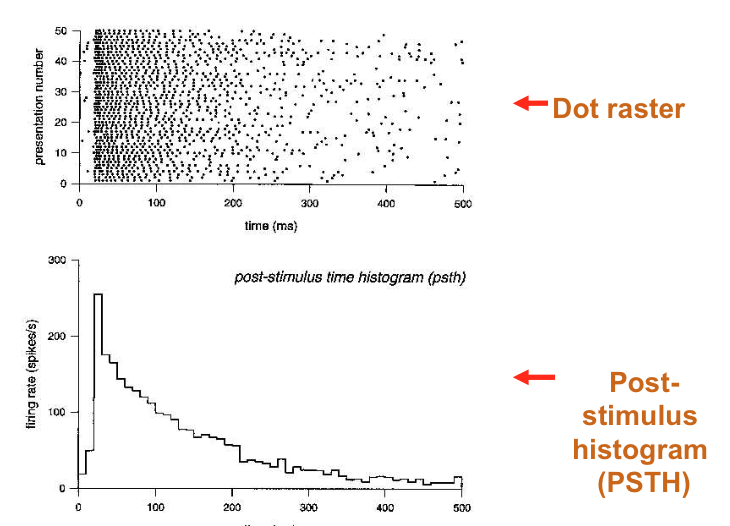 50
40
30
20
10
0
presentation number
0 100 200 300 400 500
time (ms)
Dot raster
300
200
100
0
firing rate (spikes/s)
post-stimulus time histogram (psth)
0 100 200 300 400 500
Post-
stimulus
histogram
(PSTH)